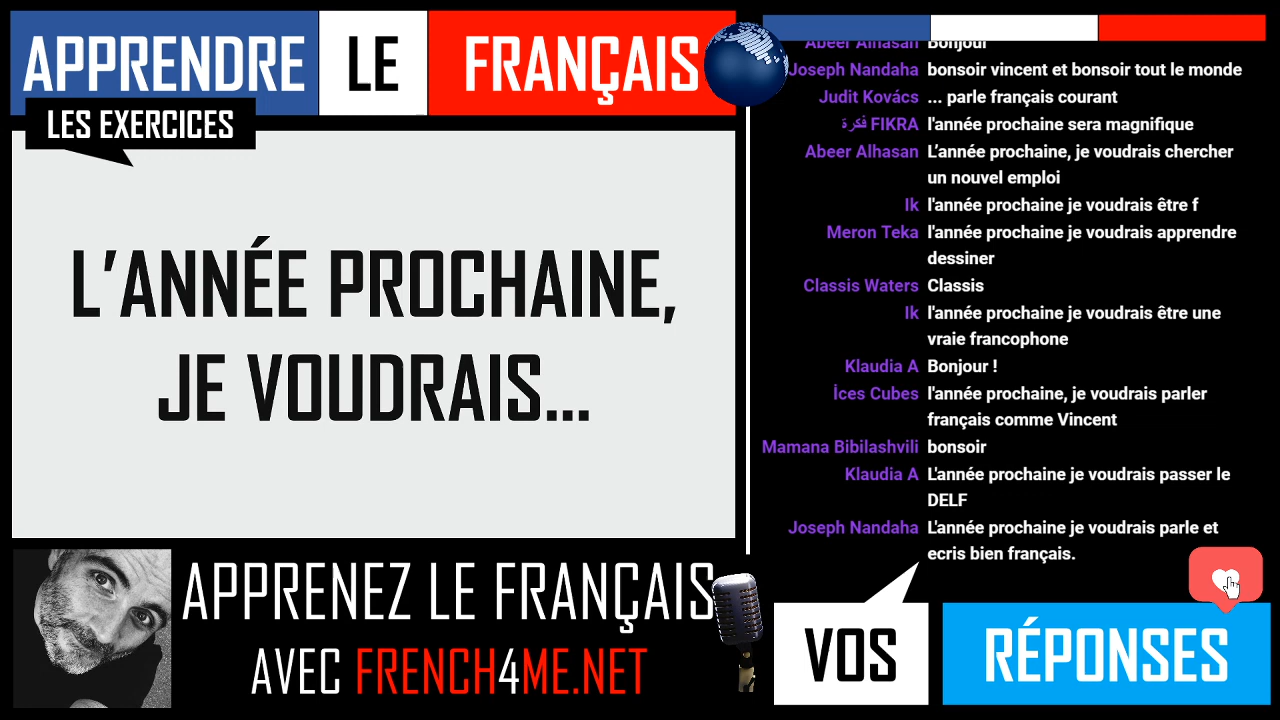 APPRENDRE LE FRANÇAIS
LES EXERCICES
L’ANNÉE PROCHAINE,
JE VOUDRAIS...
APPRENEZ LE FRANÇAIS
AVEC FRENCH4ME.NET
Abeer Alhasan Bonjour
Joseph Nandaha bonsoir vincent et bonsoir tout le monde
Judit Kovács ... parle français courant
فكرة FIKRA l'année prochaine sera magnifique
Abeer Alhasan L’année prochaine, je voudrais chercher
un nouvel emploi
Ik l'année prochaine je voudrais être f
Meron Teka l'année prochaine je voudrais apprendre
dessiner
Classis Waters Classis
Ik l'année prochaine je voudrais être une
vraie francophone
Klaudia A Bonjour !
İces Cubes l'année prochaine, je voudrais parler
français comme Vincent
Mamana Bibilashvili bonsoir
Klaudia A L'année prochaine je voudrais passer le
DELF
Joseph Nandaha L'année prochaine je voudrais parle et
ecris bien français.
VOS RÉPONSES